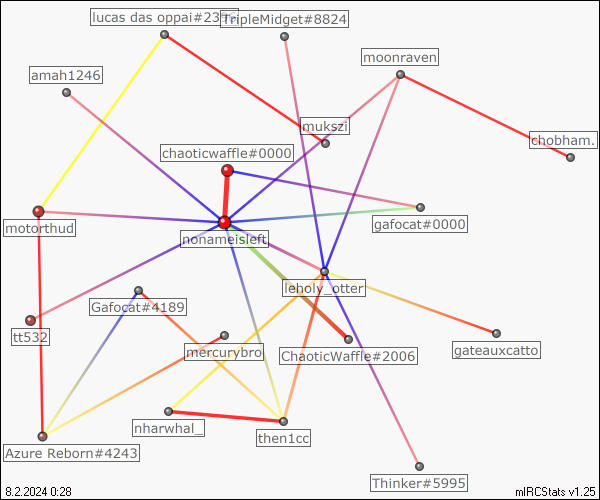 lucas das oppai#23
TripleMidget#8824
moonraven
amah1246
mukszi
chobham.
chaoticwaffle#0000
motorthud
gafocat#0000
nonameisleft
leholy_otter
Gafocat#4189
tt532
mercurybro
ChaoticWaffle#2006
gateauxcatto
nharwhal_
then1cc
Azure Reborn#4243
Thinker#5995
8.2.2024 0:28
mIRCStats v1.25